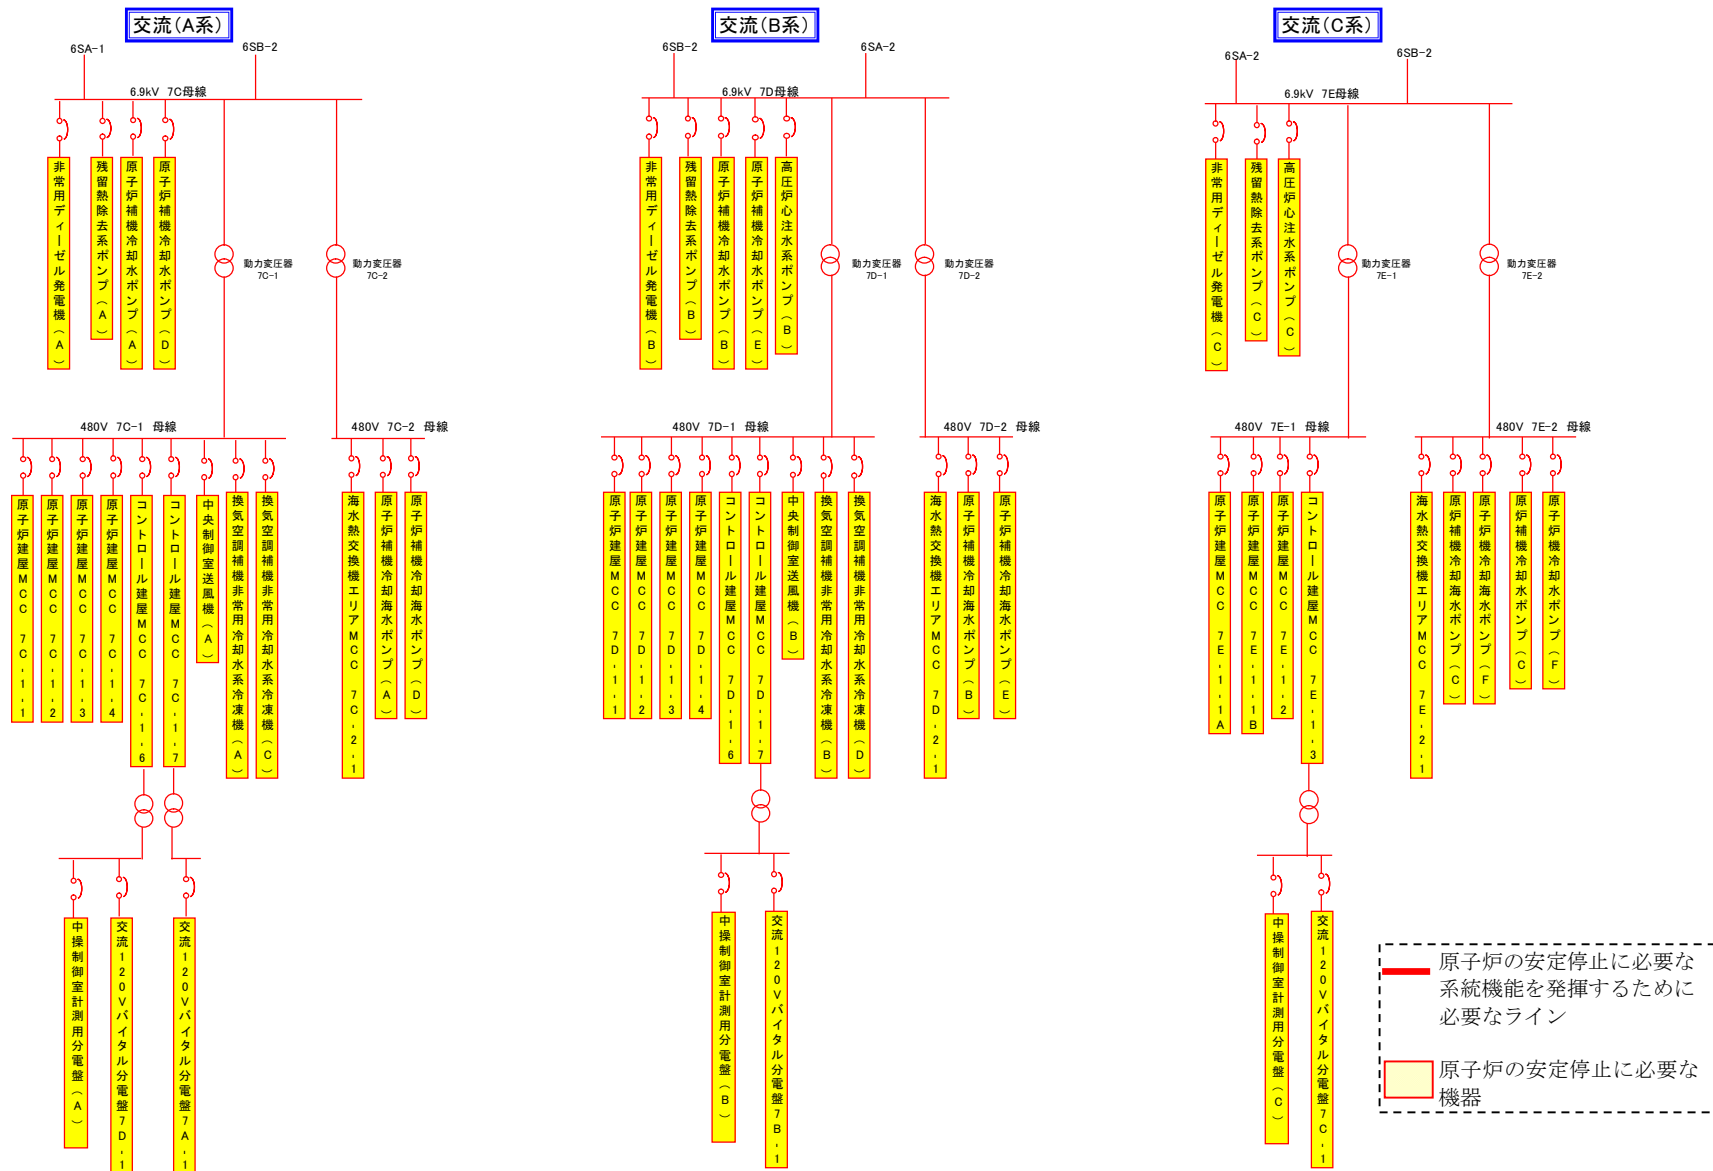 交流(A系)
6SA-1
6SB-2
6.9kV 7C母線
非常用ディーゼル発電機(A)
残留熱除去系ポンプ(A)
原子炉補機冷却水ポンプ(A)
原子炉補機冷却水ポンプ(D)
動力変圧器
7C-1
動力変圧器
7C-2
480V 7C-1 母線
480V 7C-2 母線
原子炉建屋MCC 7C-1-1
原子炉建屋MCC 7C-1-2
原子炉建屋MCC 7C-1-3
原子炉建屋MCC 7C-1-4
コントロール建屋MCC 7C-1-6
コントロール建屋MCC 7C-1-7
中央制御室送風機(A)
換気空調補機非常用冷却水系冷凍機(A)
換気空調補機非常用冷却水系冷凍機(C)
海水熱交換機エリアMCC 7C-2-1
原子炉補機冷却海水ポンプ(A)
原子炉補機冷却海水ポンプ(D)
中操制御室計測用分電盤(A)
交流120Vバイタル分電盤7D-1
交流120Vバイタル分電盤7A-1
交流(B系)
6SB-2
6SA-2
6.9kV 7D母線
非常用ディーゼル発電機(B)
残留熱除去系ポンプ(B)
原子炉補機冷却水ポンプ(B)
原子炉補機冷却水ポンプ(E)
高圧炉心注水系ポンプ(B)
動力変圧器
7D-1
動力変圧器
7D-2
480V 7D-1 母線
480V 7D-2 母線
原子炉建屋MCC 7D-1-1
原子炉建屋MCC 7D-1-2
原子炉建屋MCC 7D-1-3
原子炉建屋MCC 7D-1-4
コントロール建屋MCC 7D-1-6
コントロール建屋MCC 7D-1-7
中央制御室送風機(B)
換気空調補機非常用冷却水系冷凍機(B)
換気空調補機非常用冷却水系冷凍機(D)
海水熱交換機エリアMCC 7D-2-1
原子炉補機冷却海水ポンプ(B)
原子炉補機冷却海水ポンプ(E)
中操制御室計測用分電盤(B)
交流120Vバイタル分電盤7B-1
交流(C系)
6SA-2
6SB-2
6.9kV 7E母線
非常用ディーゼル発電機(C)
残留熱除去系ポンプ(C)
高圧炉心注水系ポンプ(C)
動力変圧器
7E-1
動力変圧器
7E-2
480V 7E-1 母線
480V 7E-2 母線
原子炉建屋MCC 7E-1-1A
原子炉建屋MCC 7E-1-1B
原子炉建屋MCC 7E-1-2
コントロール建屋MCC 7E-1-3
海水熱交換機エリアMCC 7E-2-1
原炉補機冷却海水ポンプ(C)
原子炉機冷却海水ポンプ(F)
原炉補機冷却水ポンプ(C)
原子炉機冷却水ポンプ(F)
中操制御室計測用分電盤(C)
交流120Vバイタル分電盤7C-1
原子炉の安定停止に必要な
系統機能を発揮するために
必要なライン
原子炉の安定停止に必要な
機器